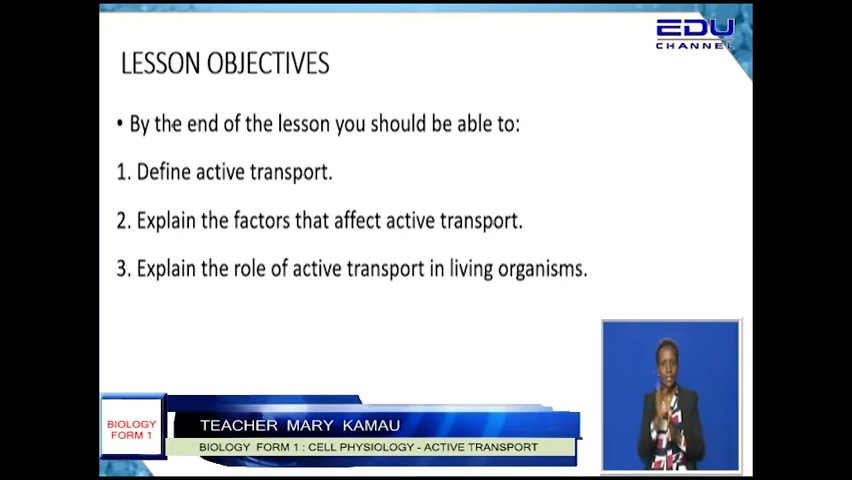 EDU
CHANNEL
LESSON OBJECTIVES
• By the end of the lesson you should be able to:
1. Define active transport.
2. Explain the factors that affect active transport.
3. Explain the role of active transport in living organisms.
BIOLOGY
FORM 1
TEACHER MARY KAMAU
BIOLOGY FORM 1 : CELL PHYSIOLOGY - ACTIVE TRANSPORT